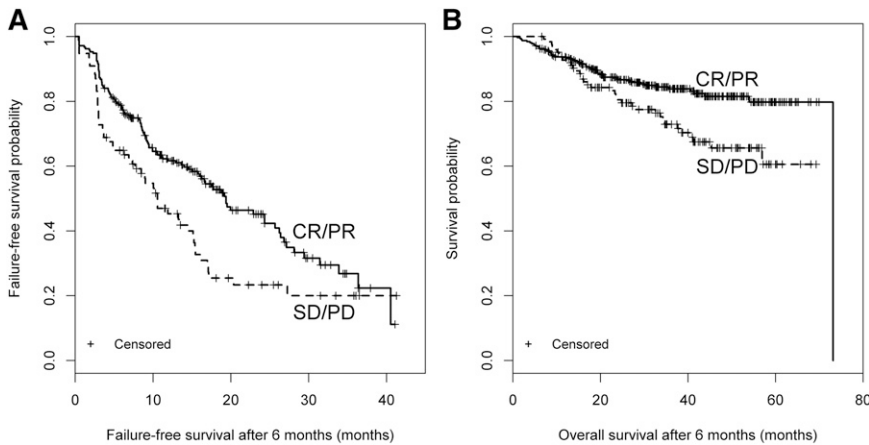 A
Failure-free survival probability
1.0
0.8
0.6
0.4
0.2
0.0
CR/PR
SD/PD
+ Censored
0 10 20 30 40
Failure-free survival after 6 months (months)
B
Survival probability
1.0
0.8
0.6
0.4
0.2
0.0
CR/PR
SD/PD
+ Censored
0 20 40 60 80
Overall survival after 6 months (months)